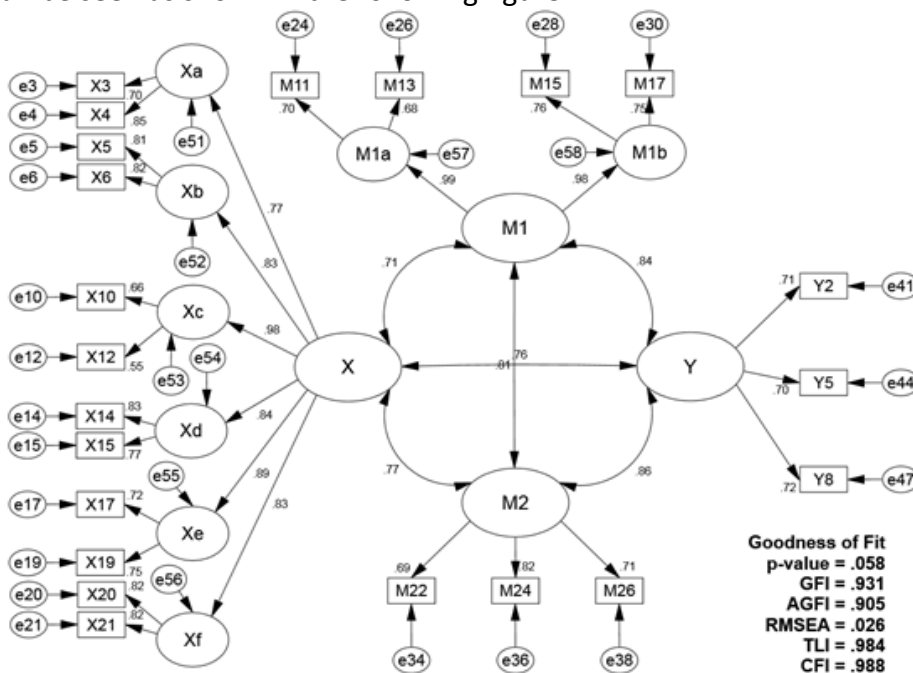 e24
e26
e28
e30
Xa
e3
X3
.70
M11
M13
M15
M17
.70
.68
.76
.75
e4
X4
.85
e51
e5
X5
.81
M1a
e57
e58
M1b
e6
X6
.82
Xb
.99
.98
.77
M1
e52
.83
.71
.84
e10
X10
.66
Xc
.71
Y2
e41
.98
e54
e12
X12
.55
e53
X
.81
.76
Y
.70
Y5
e44
e14
X14
.83
Xd
.84
e15
X15
.77
.89
.77
.86
e55
.83
.72
Y8
e47
e17
X17
.72
M2
Xe
Goodness of Fit
p-value = .058
GFI = .931
AGFI = .905
RMSEA = .026
TLI = .984
CFI = .988
e19
X19
.75
e56
.69
.82
.71
e20
X20
.82
M22
M24
M26
e21
X21
.82
Xf
e34
e36
e38